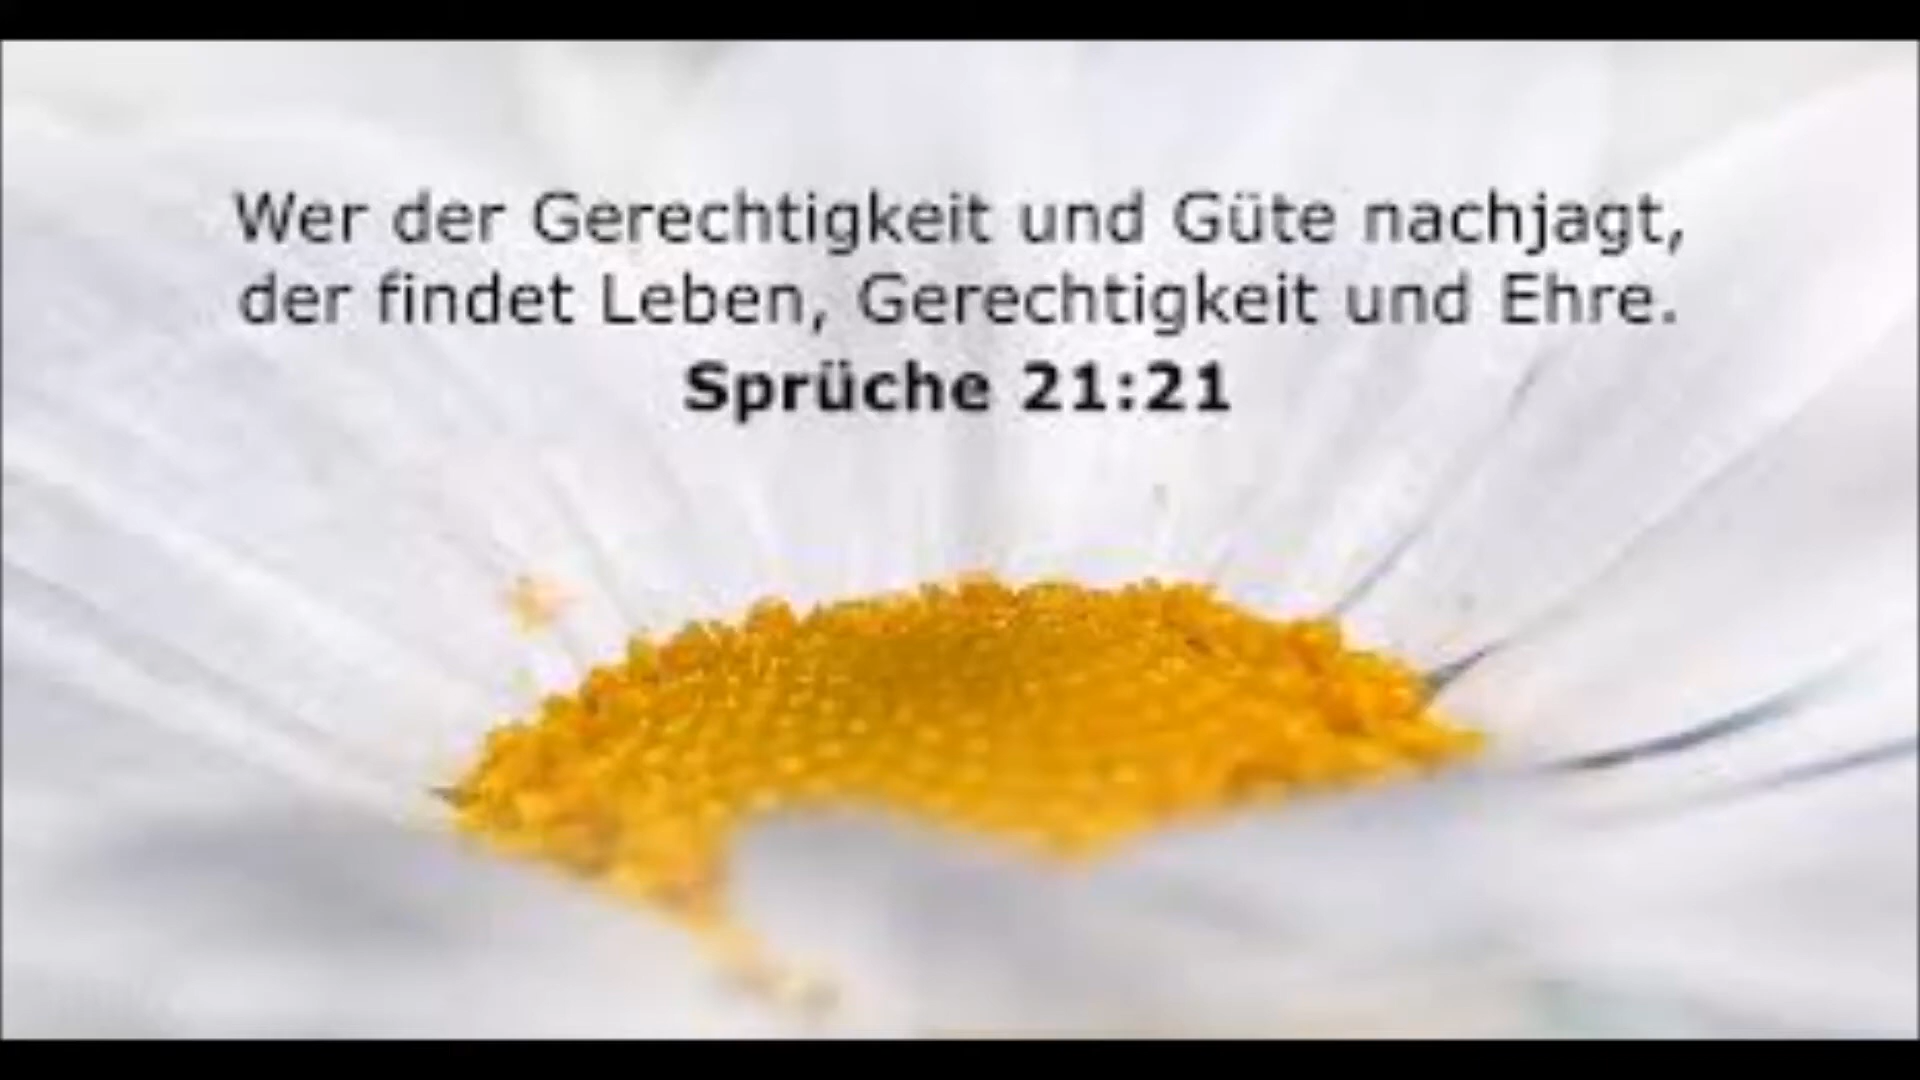 Wer der Gerechtigkeit und Güte nachjagt,
der findet Leben, Gerechtigkeit und Ehre.
Sprüche 21:21